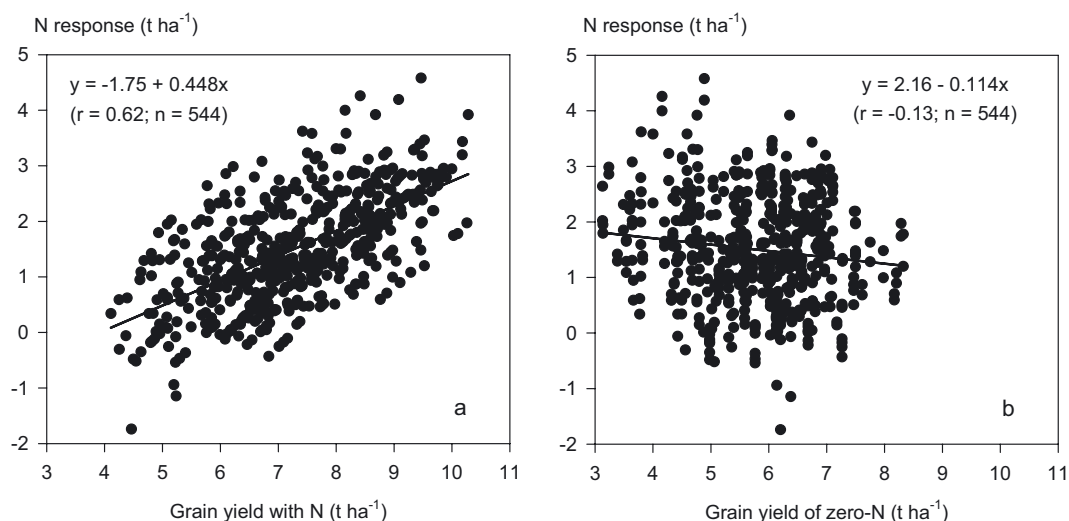 N response (t ha⁻¹)
5
4
3
2
1
0
-1
-2
y = -1.75 + 0.448x
(r = 0.62; n = 544)
a
3 4 5 6 7 8 9 10 11
Grain yield with N (t ha⁻¹)
N response (t ha⁻¹)
5
4
3
2
1
0
-1
-2
y = 2.16 - 0.114x
(r = -0.13; n = 544)
b
3 4 5 6 7 8 9 10 11
Grain yield of zero-N (t ha⁻¹)